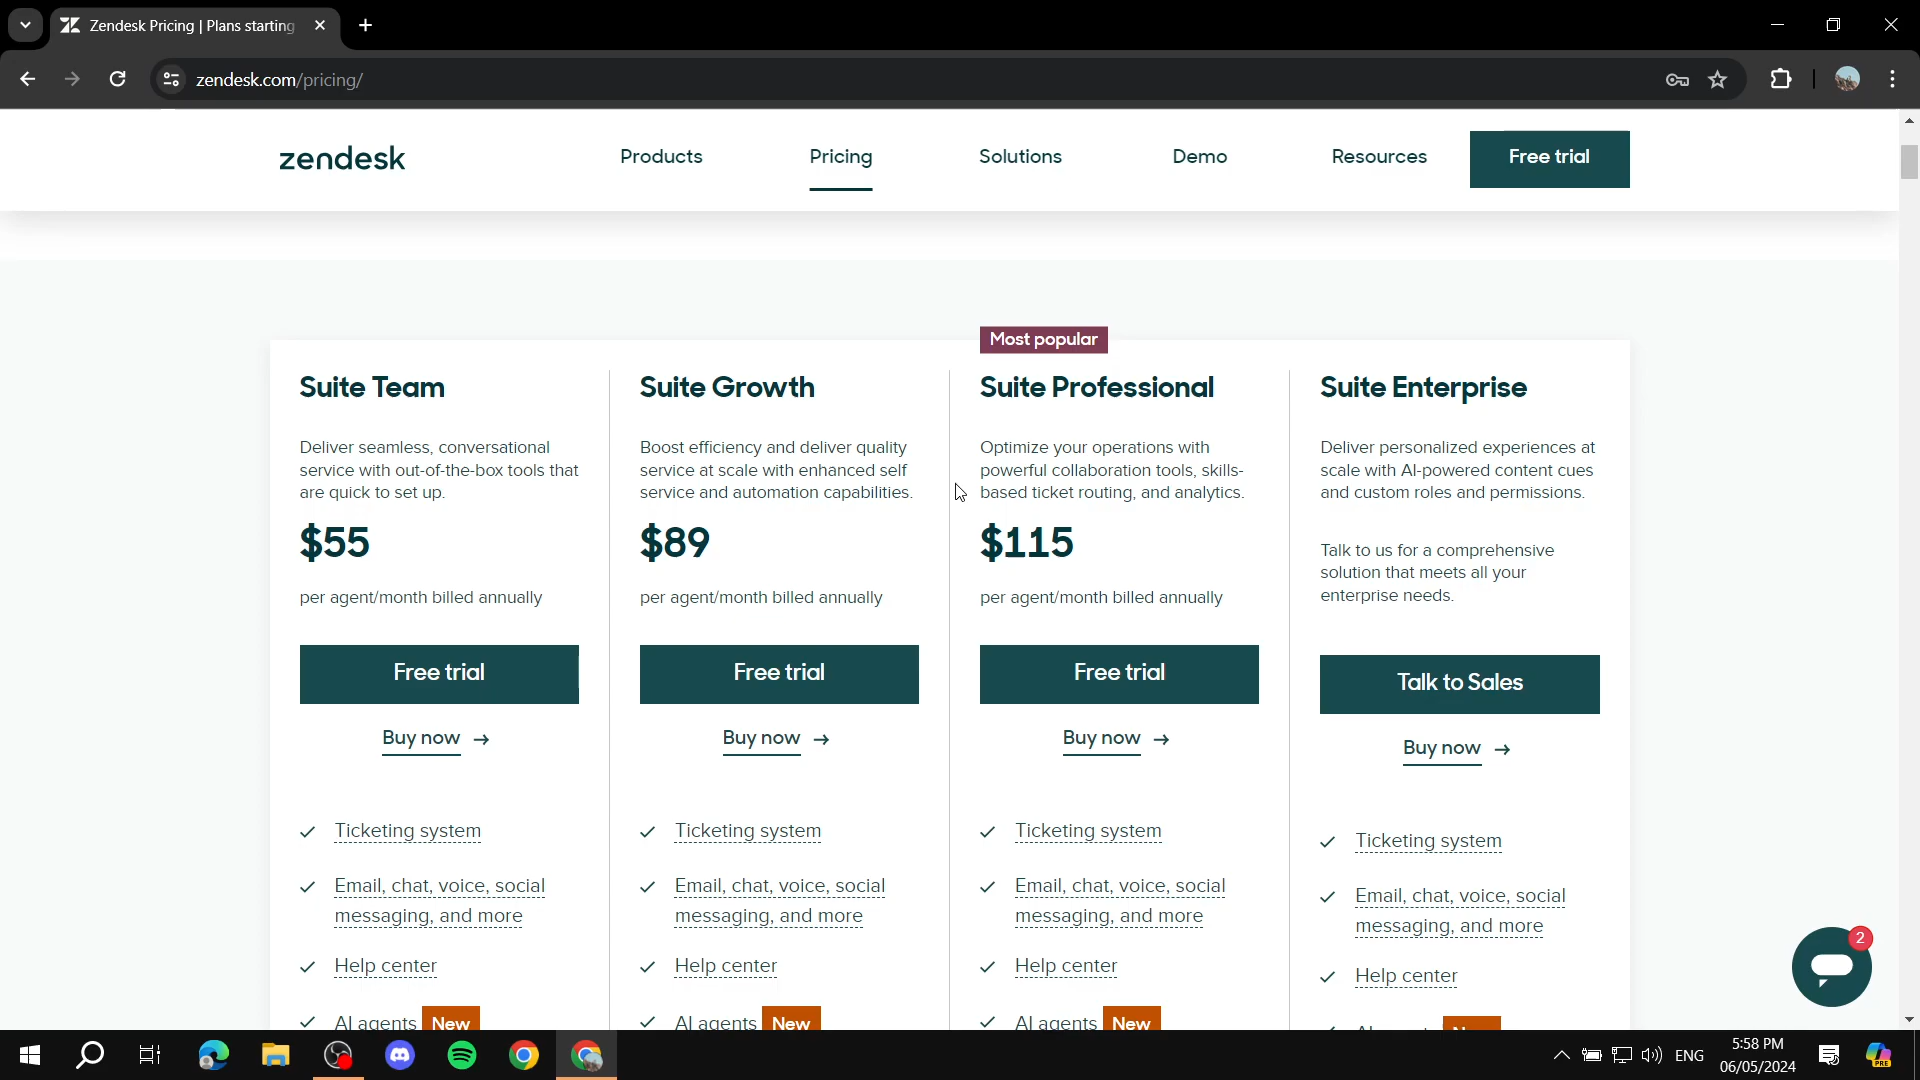 Zendesk Pricing | Plans starting
zendesk.com/pricing/
zendesk
Products
Pricing
Solutions
Demo
Resources
Free trial
Most popular
Suite Team
Deliver seamless, conversational
service with out-of-the-box tools that
are quick to set up.
$55
per agent/month billed annually
Free trial
Buy now →
✓ Ticketing system
✓ Email, chat, voice, social
messaging, and more
✓ Help center
✓ AI agents New
Suite Growth
Boost efficiency and deliver quality
service at scale with enhanced self
service and automation capabilities.
$89
per agent/month billed annually
Free trial
Buy now →
✓ Ticketing system
✓ Email, chat, voice, social
messaging, and more
✓ Help center
✓ AI agents New
Suite Professional
Optimize your operations with
powerful collaboration tools, skills-
based ticket routing, and analytics.
$115
per agent/month billed annually
Free trial
Buy now →
✓ Ticketing system
✓ Email, chat, voice, social
messaging, and more
✓ Help center
✓ AI agents New
Suite Enterprise
Deliver personalized experiences at
scale with AI-powered content cues
and custom roles and permissions.
Talk to us for a comprehensive
solution that meets all your
enterprise needs.
Talk to Sales
Buy now →
✓ Ticketing system
✓ Email, chat, voice, social
messaging, and more
✓ Help center
2
ENG
5:58 PM
06/05/2024
PRE